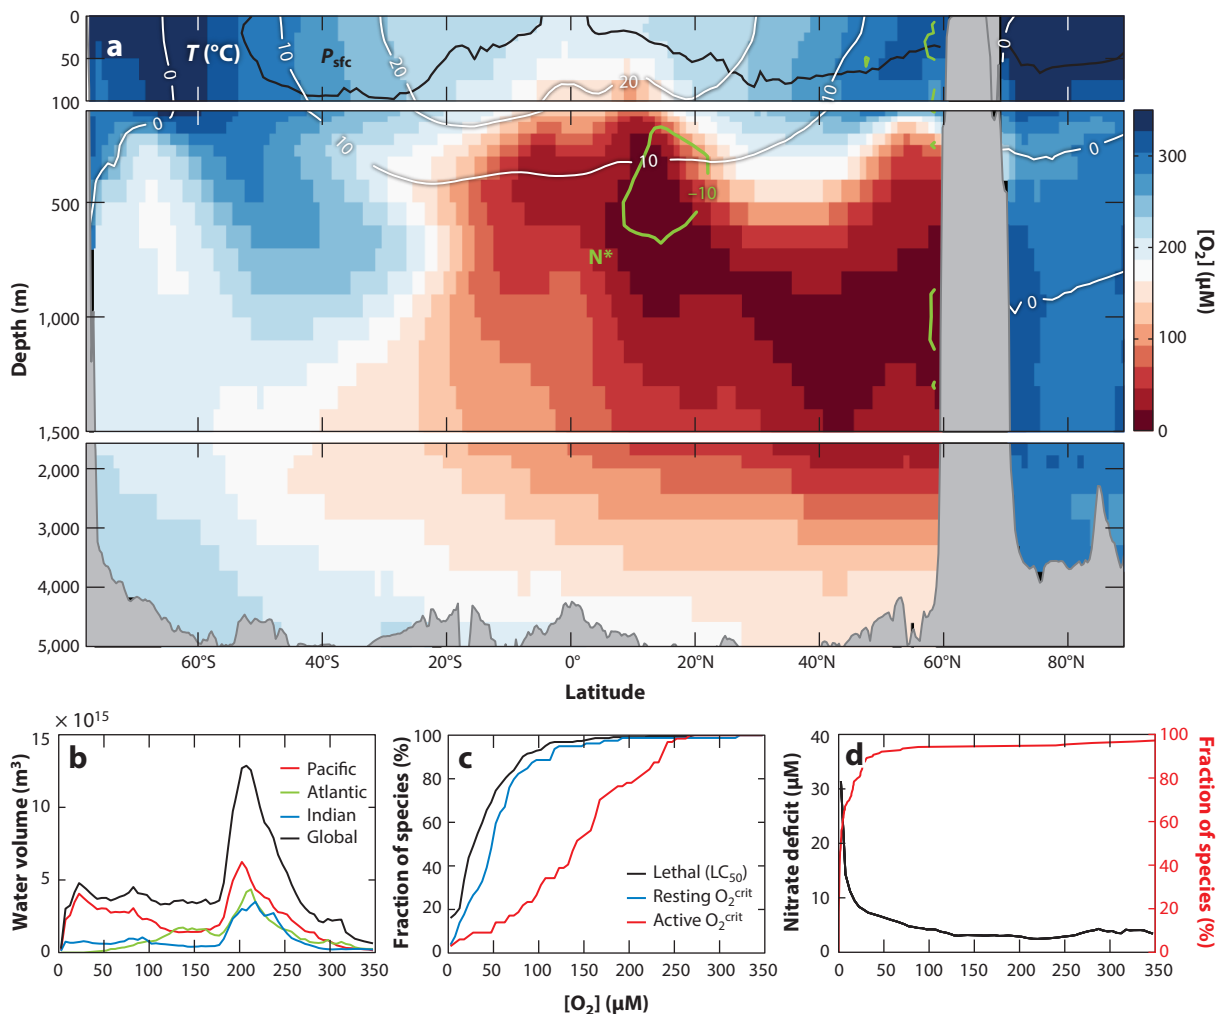 a
T (°C)
P sfc
0
10
20
20
10
0
0
50
100
0
10
10
0
0
–10
N*
500
1,000
1,500
2,000
3,000
4,000
5,000
Depth (m)
300
200
100
0
[O₂] (µM)
60°S
40°S
20°S
0°
20°N
40°N
60°N
80°N
Latitude
× 10¹⁵
b
15
10
5
0
Water volume (m³)
Pacific
Atlantic
Indian
Global
0
50
100
150
200
250
300
350
c
100
80
60
40
20
0
Fraction of species (%)
Lethal (LC₅₀)
Resting O₂ᶜʳⁱᵗ
Active O₂ᶜʳⁱᵗ
0
50
100
150
200
250
300
350
[O₂] (µM)
d
40
30
20
10
0
Nitrate deficit (µM)
100
80
60
40
20
0
Fraction of species (%)
0
50
100
150
200
250
300
350